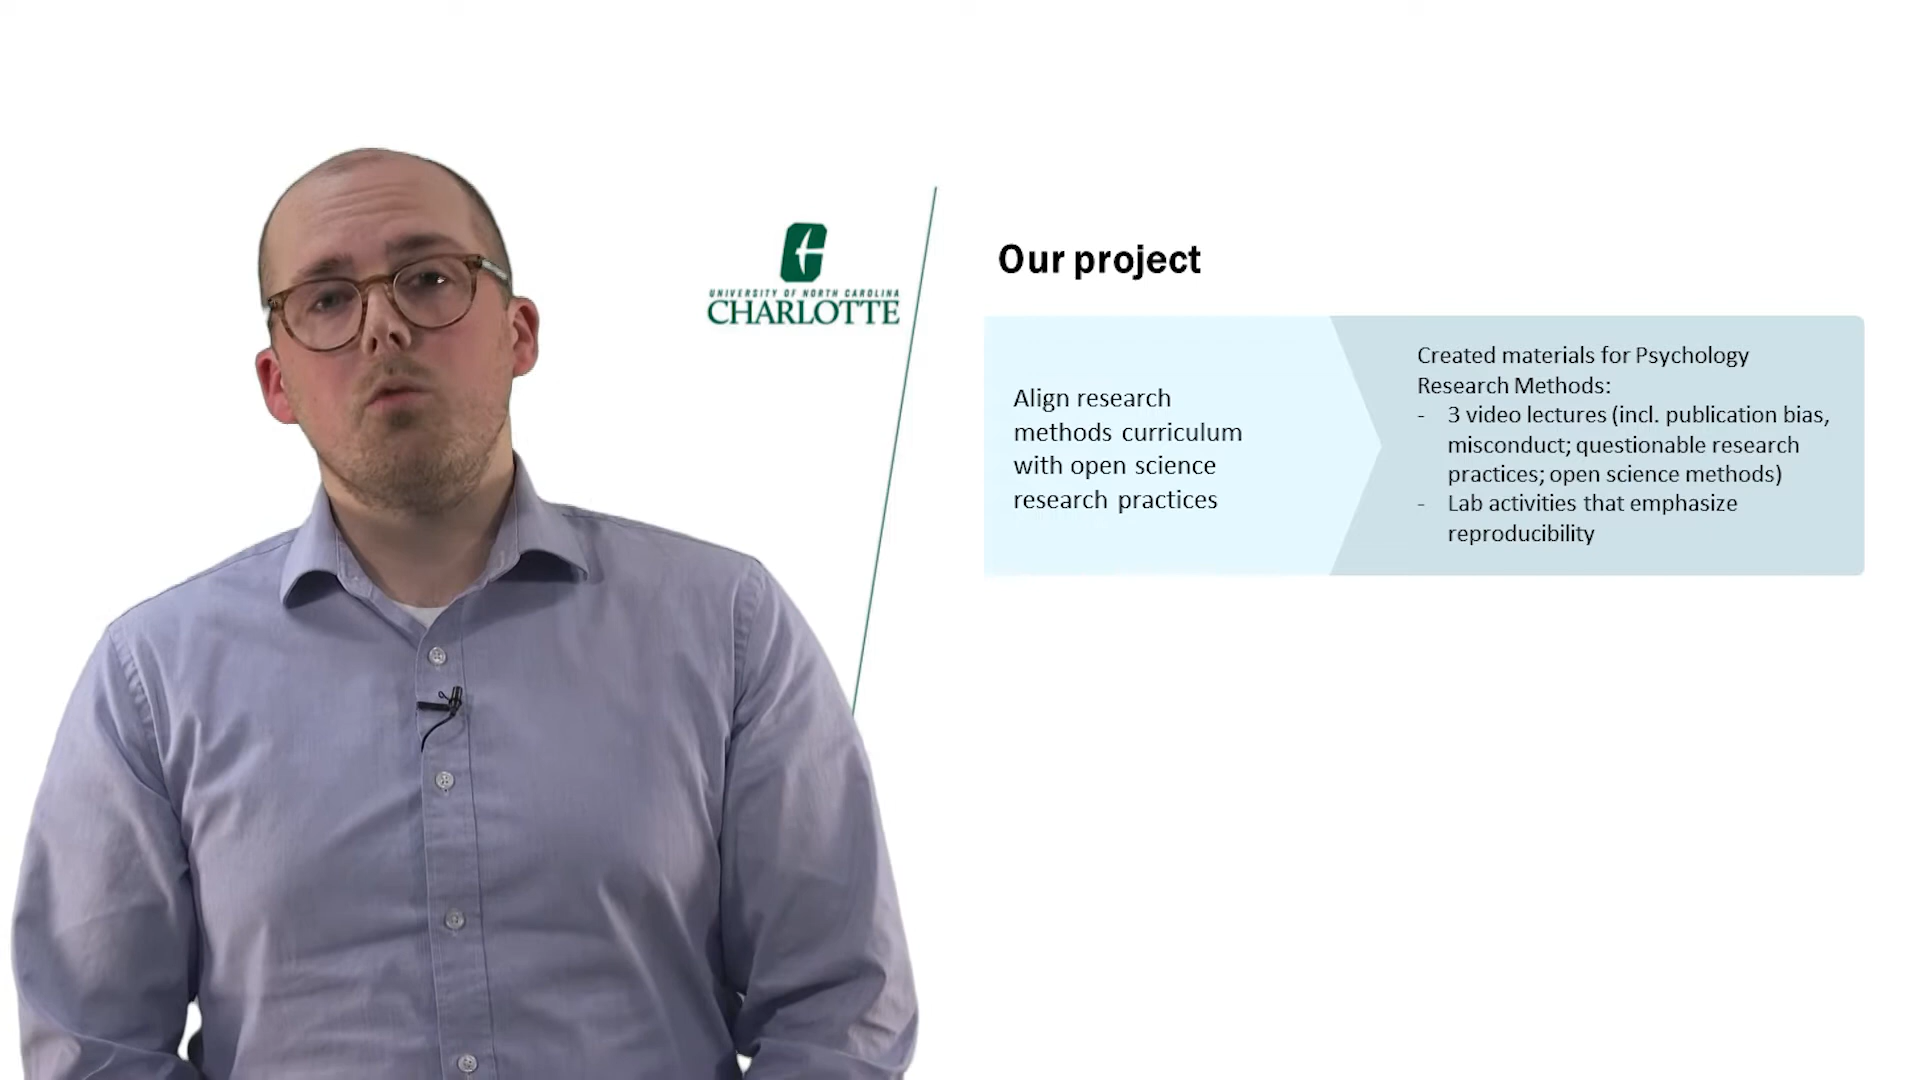 UNIVERSITY OF NORTH CAROLINA
CHARLOTTE
Our project
Align research
methods curriculum
with open science
research practices
Created materials for Psychology
Research Methods:
- 3 video lectures (incl. publication bias,
misconduct; questionable research
practices; open science methods)
- Lab activities that emphasize
reproducibility